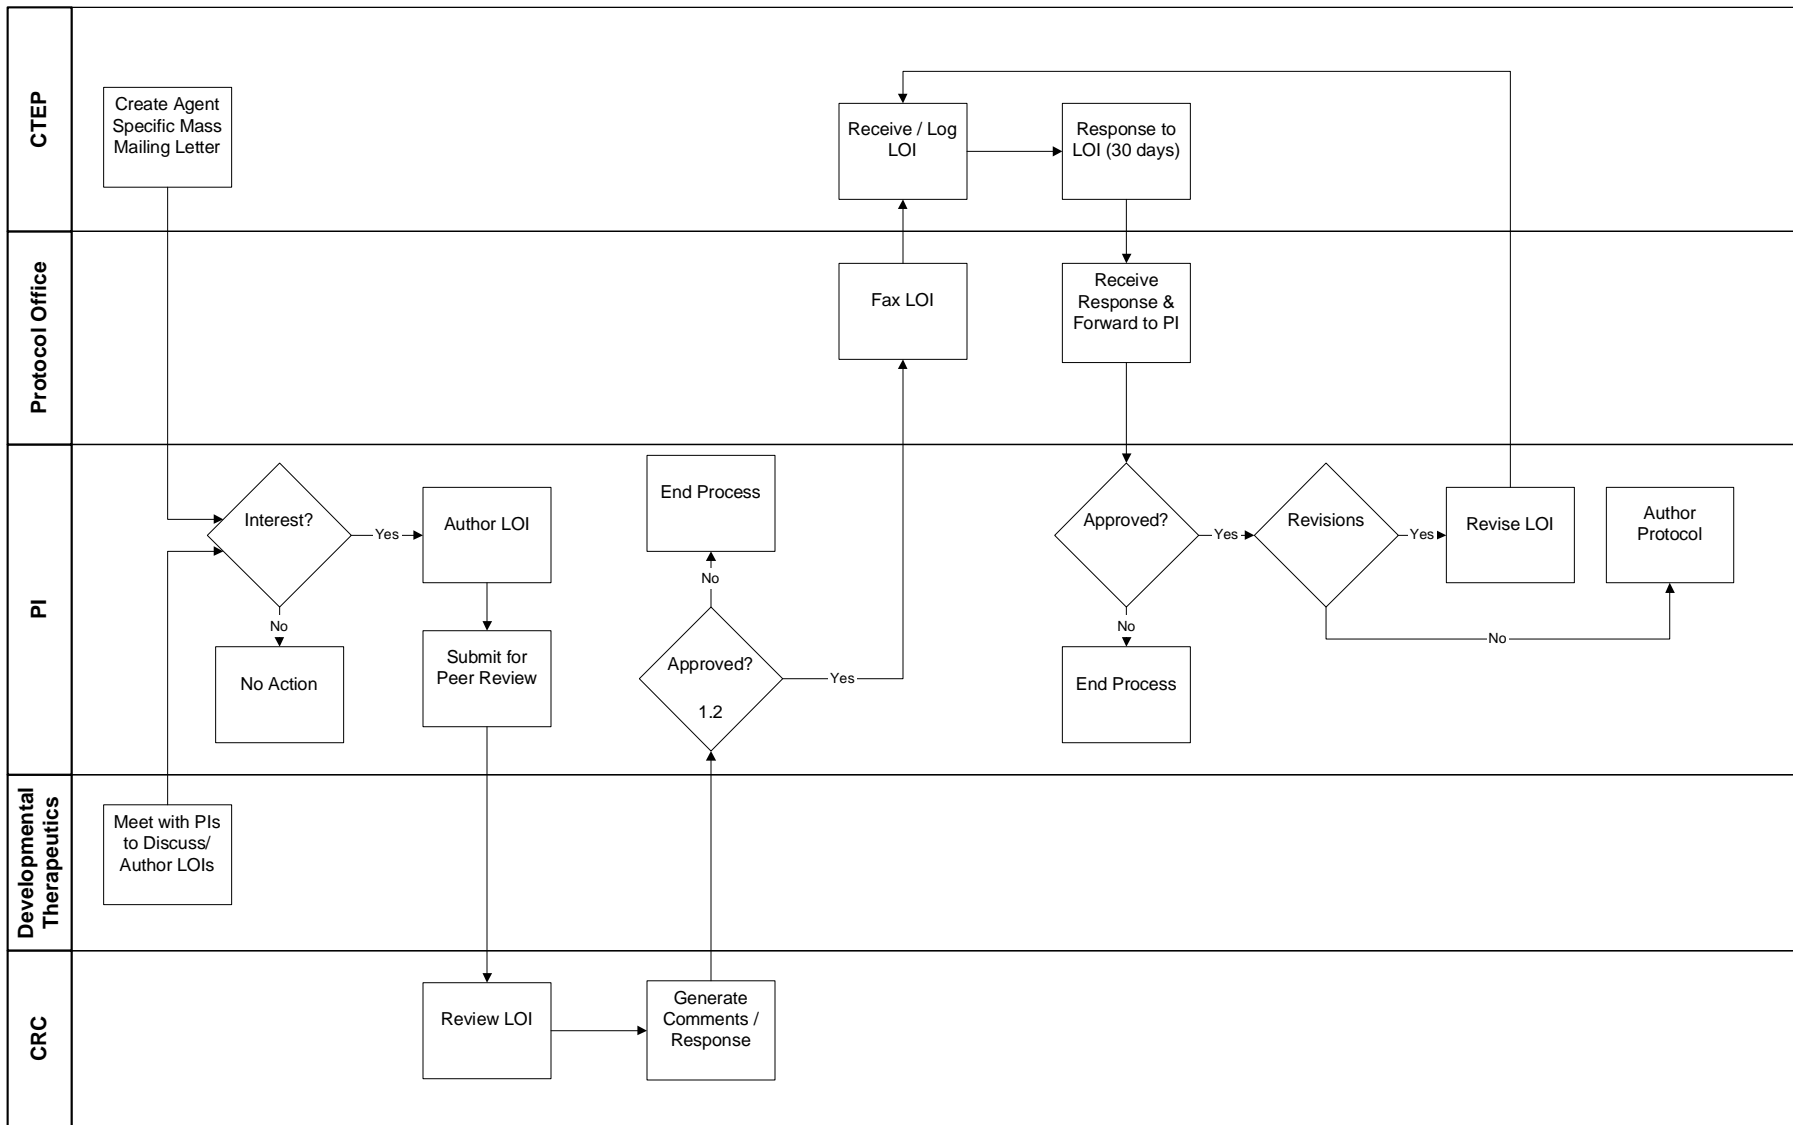 CTEP
Create Agent
Specific Mass
Mailing Letter
Receive / Log
LOI
Response to
LOI (30 days)
Protocol Office
Fax LOI
Receive
Response &
Forward to PI
PI
Interest?
Yes
No
No Action
Author LOI
Submit for
Peer Review
End Process
No
Approved?
1.2
Yes
Approved?
Yes
No
End Process
Revisions
Yes
No
Revise LOI
Author
Protocol
Developmental
Therapeutics
Meet with PIs
to Discuss/
Author LOIs
CRC
Review LOI
Generate
Comments /
Response